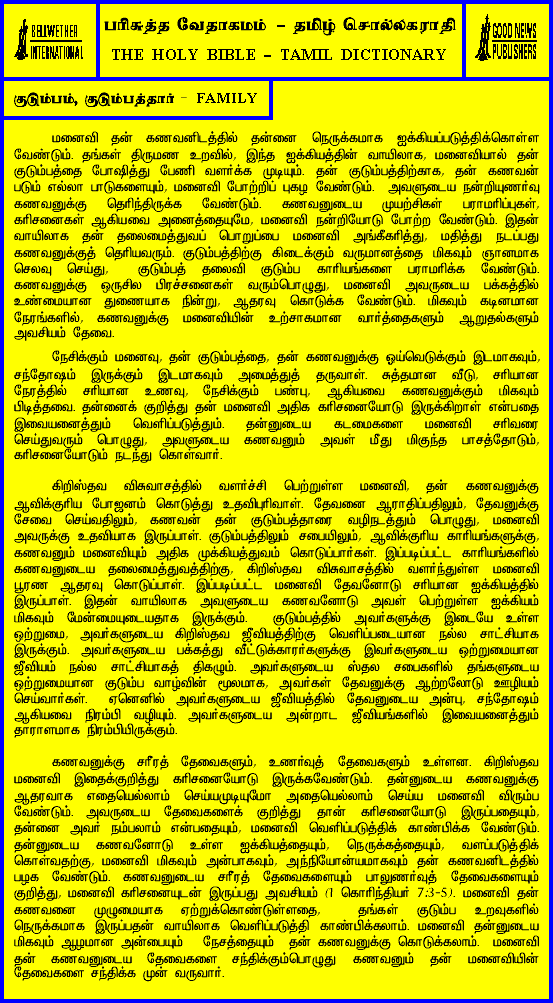 BELLWETHER
INTERNATIONAL
பரிசுத்த வேதாகமம் – தமிழ் சொல்லகராதி
THE HOLY BIBLE – TAMIL DICTIONARY
GOOD NEWS
PUBLISHERS
குடும்பம், குடும்பத்தார் - FAMILY
மனைவி தன் கணவனிடத்தில் தன்னை நெருக்கமாக ஐக்கியப்படுத்திக்கொள்ள
வேண்டும். தங்கள் திருமண உறவில், இந்த ஐக்கியத்தின் வாயிலாக, மனைவியால் தன்
குடும்பத்தை போஷித்து பேணி வளர்க்க முடியும். தன் குடும்பத்திற்காக, தன் கணவன்
படும் எல்லா பாடுகளையும், மனைவி போற்றிப் புகழ வேண்டும். அவளுடைய நன்றியுணர்வு
கணவனுக்கு தெரிந்திருக்க வேண்டும். கணவனுடைய முயற்சிகள் பராமரிப்புகள்,
கரிசனைகள் ஆகியவை அனைத்தையுமே, மனைவி நன்றியோடு போற்ற வேண்டும். இதன்
வாயிலாக தன் தலைமைத்துவப் பொறுப்பை மனைவி அங்கீகரித்து, மதித்து நடப்பது
கணவனுக்குத் தெரியவரும். குடும்பத்திற்கு கிடைக்கும் வருமானத்தை மிகவும் ஞானமாக
செலவு செய்து, குடும்பத் தலைவி குடும்ப காரியங்களை பராமரிக்க வேண்டும்.
கணவனுக்கு ஒருசில பிரச்சனைகள் வரும்பொழுது, மனைவி அவருடைய பக்கத்தில்
உண்மையான துணையாக நின்று, ஆதரவு கொடுக்க வேண்டும். மிகவும் கடினமான
நேரங்களில், கணவனுக்கு மனைவியின் உற்சாகமான வார்த்தைகளும் ஆறுதல்களும்
அவசியம் தேவை.
நேசிக்கும் மனைவு, தன் குடும்பத்தை, தன் கணவனுக்கு ஓய்வெடுக்கும் இடமாகவும்,
சந்தோஷம் இருக்கும் இடமாகவும் அமைத்துத் தருவாள். சுத்தமான வீடு, சரியான
நேரத்தில் சரியான உணவு, நேசிக்கும் பண்பு, ஆகியவை கணவனுக்கும் மிகவும்
பிடித்தவை. தன்னைக் குறித்து தன் மனைவி அதிக கரிசனையோடு இருக்கிறாள் என்பதை
இவையனைத்தும் வெளிப்படுத்தும். தன்னுடைய கடமைகளை மனைவி சரிவரை
செய்துவரும் பொழுது, அவளுடைய கணவனும் அவள் மீது மிகுந்த பாசத்தோடும்,
கரிசனையோடும் நடந்து கொள்வார்.
கிறிஸ்தவ விசுவாசத்தில் வளர்ச்சி பெற்றுள்ள மனைவி, தன் கணவனுக்கு
ஆவிக்குரிய போஜனம் கொடுத்து உதவிபுரிவாள். தேவனை ஆராதிப்பதிலும், தேவனுக்கு
சேவை செய்வதிலும், கணவன் தன் குடும்பத்தாரை வழிநடத்தும் பொழுது, மனைவி
அவருக்கு உதவியாக இருப்பாள். குடும்பத்திலும் சபையிலும், ஆவிக்குரிய காரியங்களுக்கு,
கணவனும் மனைவியும் அதிக முக்கியத்துவம் கொடுப்பார்கள். இப்படிப்பட்ட காரியங்களில்
கணவனுடைய தலைமைத்துவத்திற்கு, கிறிஸ்தவ விசுவாசத்தில் வளர்ந்துள்ள மனைவி
பூரண ஆதரவு கொடுப்பாள். இப்படிப்பட்ட மனைவி தேவனோடு சரியான ஐக்கியத்தில்
இருப்பாள். இதன் வாயிலாக அவளுடைய கணவனோடு அவள் பெற்றுள்ள ஐக்கியம்
மிகவும் மேன்மையுடையதாக இருக்கும். குடும்பத்தில் அவர்களுக்கு இடையே உள்ள
ஒற்றுமை, அவர்களுடைய கிறிஸ்தவ ஜீவியத்திற்கு வெளிப்படையான நல்ல சாட்சியாக
இருக்கும். அவர்களுடைய பக்கத்து வீட்டுக்காரர்களுக்கு இவர்களுடைய ஒற்றுமையான
ஜீவியம் நல்ல சாட்சியாகத் திகழும். அவர்களுடைய ஸ்தல சபைகளில் தங்களுடைய
ஒற்றுமையான குடும்ப வாழ்வின் மூலமாக, அவர்கள் தேவனுக்கு ஆற்றலோடு ஊழியம்
செய்வார்கள். ஏனெனில் அவர்களுடைய ஜீவியத்தில் தேவனுடைய அன்பு, சந்தோஷம்
ஆகியவை நிரம்பி வழியும். அவர்களுடைய அன்றாட ஜீவியங்களில் இவையனைத்தும்
தாராளமாக நிரம்பியிருக்கும்.
கணவனுக்கு சரீரத் தேவைகளும், உணர்வுத் தேவைகளும் உள்ளன. கிறிஸ்தவ
மனைவி இதைக்குறித்து கரிசனையோடு இருக்கவேண்டும். தன்னுடைய கணவனுக்கு
ஆதரவாக எதையெல்லாம் செய்யமுடியுமோ அதையெல்லாம் செய்ய மனைவி விரும்ப
வேண்டும். அவருடைய தேவைகளைக் குறித்து தான் கரிசனையோடு இருப்பதையும்,
தன்னை அவர் நம்பலாம் என்பதையும், மனைவி வெளிப்படுத்திக் காண்பிக்க வேண்டும்.
தன்னுடைய கணவனோடு உள்ள ஐக்கியத்தையும், நெருக்கத்தையும், வளப்படுத்திக்
கொள்வதற்கு, மனைவி மிகவும் அன்பாகவும், அந்நியோன்யமாகவும் தன் கணவனிடத்தில்
பழக வேண்டும். கணவனுடைய சரீரத் தேவைகளையும் பாலுணர்வுத் தேவைகளையும்
குறித்து, மனைவி கரிசனையுடன் இருப்பது அவசியம் (1 கொரிந்தியர் 7:3-5). மனைவி தன்
கணவனை முழுமையாக ஏற்றுக்கொண்டுள்ளதை, தங்கள் குடும்ப உறவுகளில்
நெருக்கமாக இருப்பதன் வாயிலாக வெளிப்படுத்தி காண்பிக்கலாம். மனைவி தன்னுடைய
மிகவும் ஆழமான அன்பையும் நேசத்தையும் தன் கணவனுக்கு கொடுக்கலாம். மனைவி
தன் கணவனுடைய தேவைகளை சந்திக்கும்பொழுது கணவனும் தன் மனைவியின்
தேவைகளை சந்திக்க முன் வருவார்.